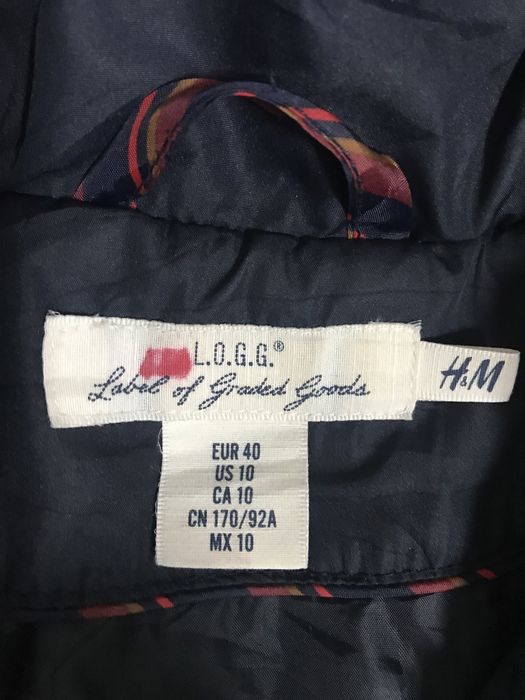 L.O.G.G.®
Label of Graded Goods
H&M
EUR 40
US 10
CA 10
CN 170/92A
MX 10